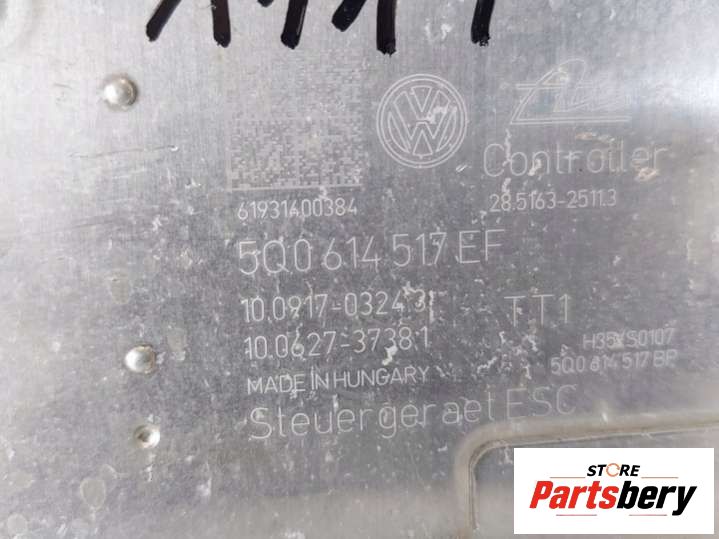 VW
Controller
61931400384
28.5163-2511.3
5Q0 614 517 EF
10.0917-0324.3
TT1
10.0627-3738.1
H35 S0107
5Q0 614 517 BP
MADE IN HUNGARY
Steuergeraet ESC
STORE
Partsbery